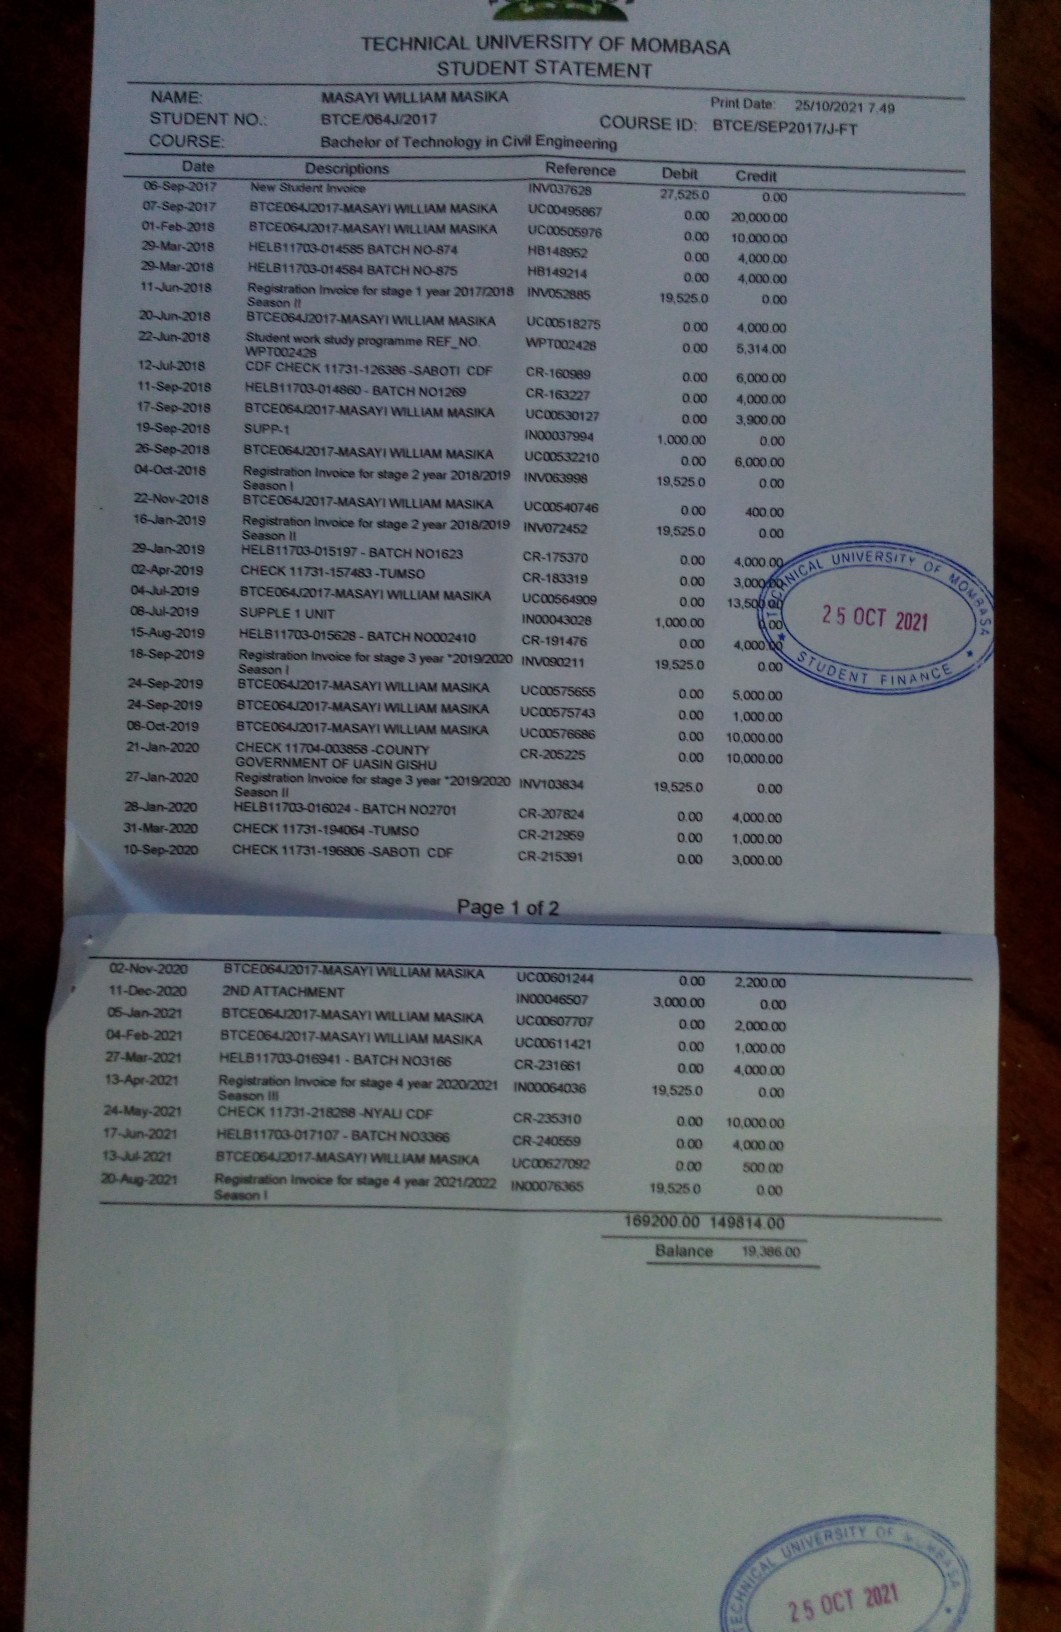 TECHNICAL UNIVERSITY OF MOMBASA
STUDENT STATEMENT
NAME: MASAYI WILLIAM MASIKA Print Date: 25/10/2021 7.49
STUDENT NO.: BTCE/064J/2017 COURSE ID: BTCE/SEP2017/J-FT
COURSE: Bachelor of Technology in Civil Engineering
Date Descriptions Reference Debit Credit
06-Sep-2017 New Student Invoice INV037628 27,525.0 0.00
07-Sep-2017 BTCE064J2017-MASAYI WILLIAM MASIKA UC00495867 0.00 20,000.00
01-Feb-2018 BTCE064J2017-MASAYI WILLIAM MASIKA UC00505976 0.00 10,000.00
29-Mar-2018 HELB11703-014585 BATCH NO-874 HB148952 0.00 4,000.00
29-Mar-2018 HELB11703-014584 BATCH NO-875 HB149214 0.00 4,000.00
11-Jun-2018 Registration Invoice for stage 1 year 2017/2018 INV052885 19,525.0 0.00
Season II
20-Jun-2018 BTCE064J2017-MASAYI WILLIAM MASIKA UC00518275 0.00 4,000.00
22-Jun-2018 Student work study programme REF_NO. WPT002428 0.00 5,314.00
WPT002428
12-Jul-2018 CDF CHECK 11731-126386 -SABOTI CDF CR-160989 0.00 6,000.00
11-Sep-2018 HELB11703-014860 - BATCH NO1269 CR-163227 0.00 4,000.00
17-Sep-2018 BTCE064J2017-MASAYI WILLIAM MASIKA UC00530127 0.00 3,900.00
19-Sep-2018 SUPP-1 IN00037994 1,000.00 0.00
26-Sep-2018 BTCE064J2017-MASAYI WILLIAM MASIKA UC00532210 0.00 6,000.00
04-Oct-2018 Registration Invoice for stage 2 year 2018/2019 INV063998 19,525.0 0.00
Season I
22-Nov-2018 BTCE064J2017-MASAYI WILLIAM MASIKA UC00540746 0.00 400.00
16-Jan-2019 Registration Invoice for stage 2 year 2018/2019 INV072452 19,525.0 0.00
Season II
29-Jan-2019 HELB11703-015197 - BATCH NO1623 CR-175370 0.00 4,000.00
02-Apr-2019 CHECK 11731-157483 -TUMSO CR-183319 0.00 3,000.00
04-Jul-2019 BTCE064J2017-MASAYI WILLIAM MASIKA UC00564909 0.00 13,500.00
08-Jul-2019 SUPPLE 1 UNIT IN00043028 1,000.00 0.00
15-Aug-2019 HELB11703-015628 - BATCH NO002410 CR-191476 0.00 4,000.00
18-Sep-2019 Registration Invoice for stage 3 year *2019/2020 INV090211 19,525.0 0.00
Season I
24-Sep-2019 BTCE064J2017-MASAYI WILLIAM MASIKA UC00575655 0.00 5,000.00
24-Sep-2019 BTCE064J2017-MASAYI WILLIAM MASIKA UC00575743 0.00 1,000.00
08-Oct-2019 BTCE064J2017-MASAYI WILLIAM MASIKA UC00576686 0.00 10,000.00
21-Jan-2020 CHECK 11704-003858 -COUNTY CR-205225 0.00 10,000.00
GOVERNMENT OF UASIN GISHU
27-Jan-2020 Registration Invoice for stage 3 year *2019/2020 INV103834 19,525.0 0.00
Season II
28-Jan-2020 HELB11703-016024 - BATCH NO2701 CR-207824 0.00 4,000.00
31-Mar-2020 CHECK 11731-194064 -TUMSO CR-212959 0.00 1,000.00
10-Sep-2020 CHECK 11731-196806 -SABOTI CDF CR-215391 0.00 3,000.00
TECHNICAL UNIVERSITY OF MOMBASA
25 OCT 2021
STUDENT FINANCE
Page 1 of 2
02-Nov-2020 BTCE064J2017-MASAYI WILLIAM MASIKA UC00601244 0.00 2,200.00
11-Dec-2020 2ND ATTACHMENT IN00046507 3,000.00 0.00
05-Jan-2021 BTCE064J2017-MASAYI WILLIAM MASIKA UC00607707 0.00 2,000.00
04-Feb-2021 BTCE064J2017-MASAYI WILLIAM MASIKA UC00611421 0.00 1,000.00
27-Mar-2021 HELB11703-016941 - BATCH NO3166 CR-231661 0.00 4,000.00
13-Apr-2021 Registration Invoice for stage 4 year 2020/2021 IN00064036 19,525.0 0.00
Season III
24-May-2021 CHECK 11731-218288 -NYALI CDF CR-235310 0.00 10,000.00
17-Jun-2021 HELB11703-017107 - BATCH NO3366 CR-240559 0.00 4,000.00
13-Jul-2021 BTCE064J2017-MASAYI WILLIAM MASIKA UC00627092 0.00 500.00
20-Aug-2021 Registration Invoice for stage 4 year 2021/2022 IN00076365 19,525.0 0.00
Season I
169200.00 149814.00
Balance 19,386.00
TECHNICAL UNIVERSITY OF MOMBASA
25 OCT 2021